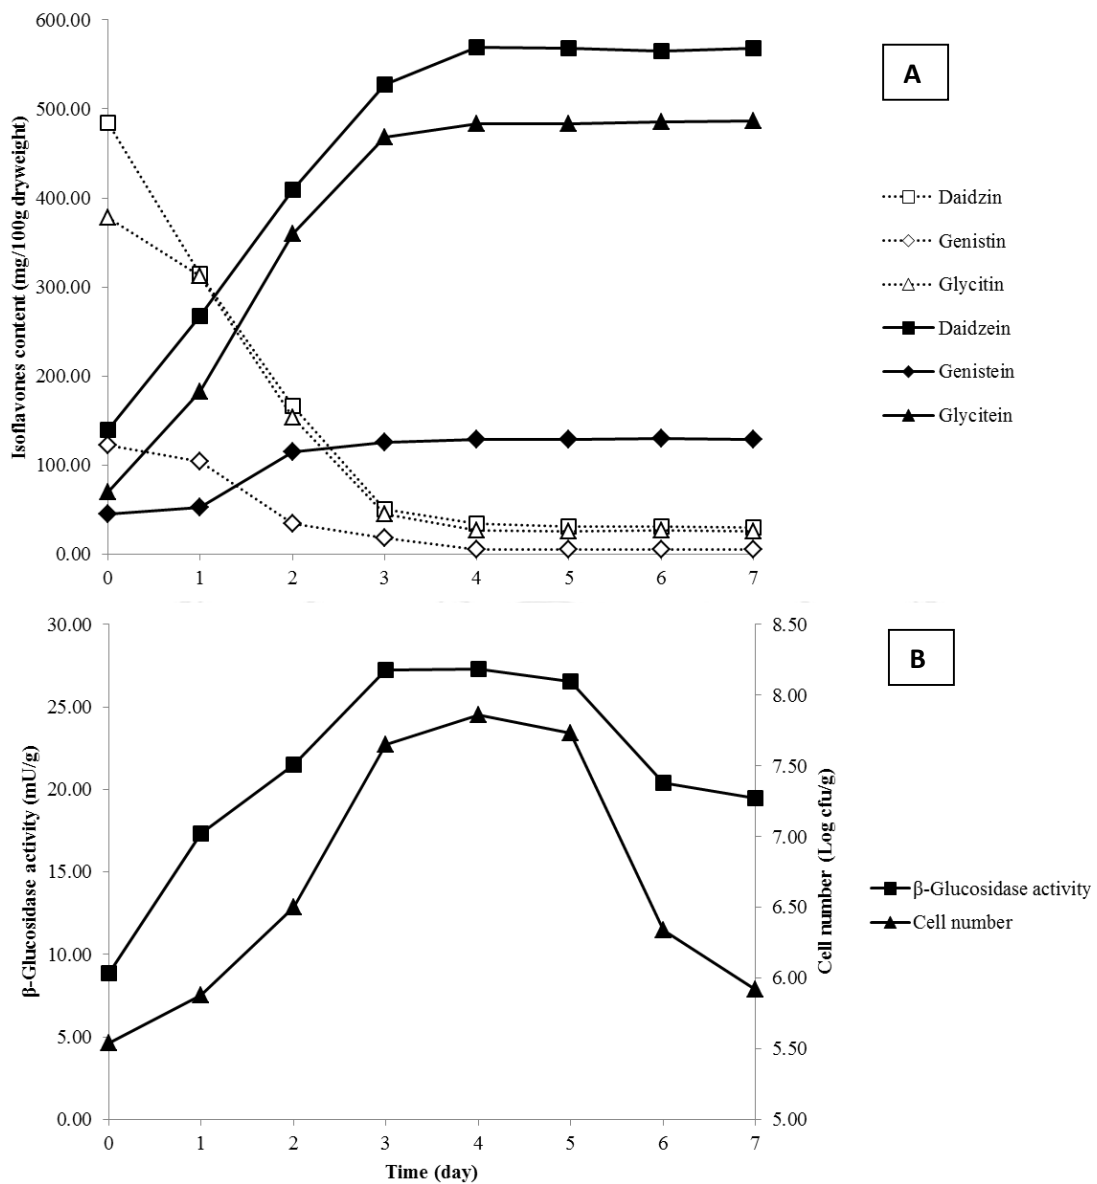 600.00
A
500.00
400.00
300.00
200.00
100.00
0.00
Isoflavones content (mg/100g dryweight)
Daidzin
Genistin
Glycitin
Daidzein
Genistein
Glycitein
0 1 2 3 4 5 6 7
30.00
25.00
20.00
15.00
10.00
5.00
0.00
β-Glucosidase activity (mU/g)
8.50
8.00
7.50
7.00
6.50
6.00
5.50
5.00
Cell number (Log cfu/g)
B
β-Glucosidase activity
Cell number
0 1 2 3 4 5 6 7
Time (day)